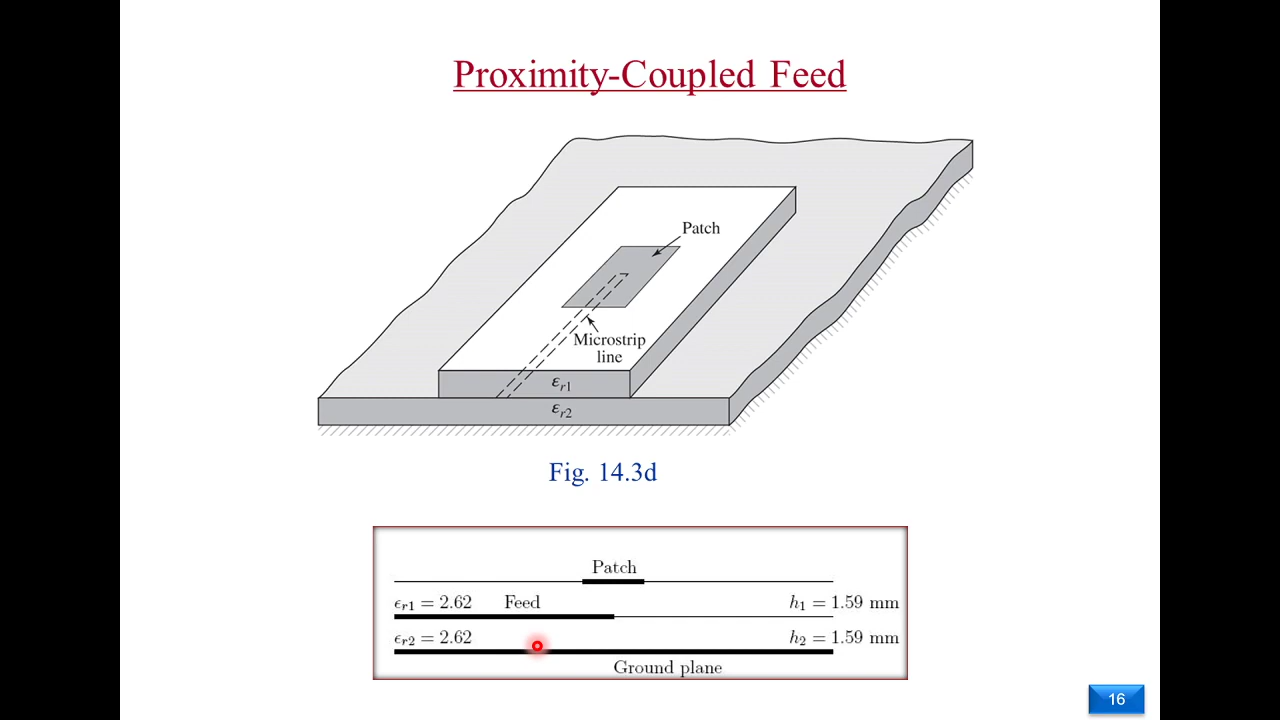 Proximity-Coupled Feed
Patch
Microstrip
line
εr1
εr2
Fig. 14.3d
Patch
ϵr1 = 2.62 Feed h1 = 1.59 mm
ϵr2 = 2.62 h2 = 1.59 mm
Ground plane
16